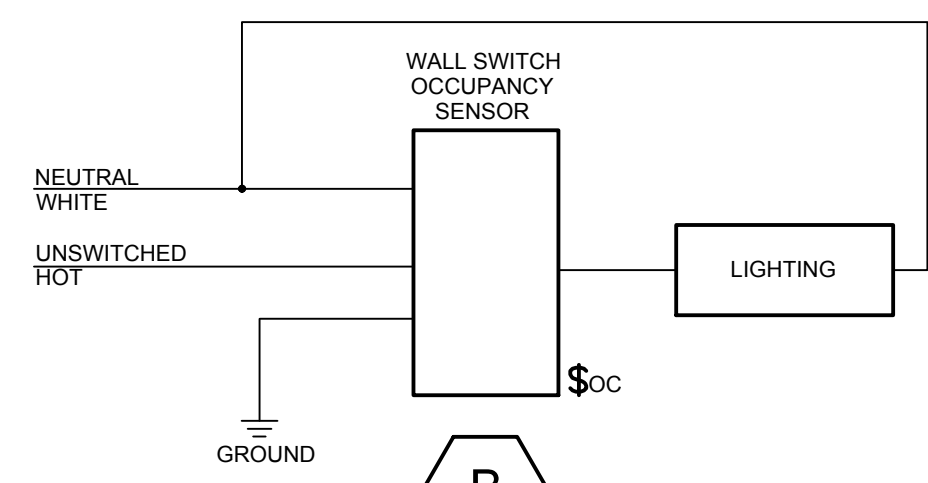 WALL SWITCH
OCCUPANCY
SENSOR
NEUTRAL
WHITE
UNSWITCHED
HOT
LIGHTING
$OC
GROUND